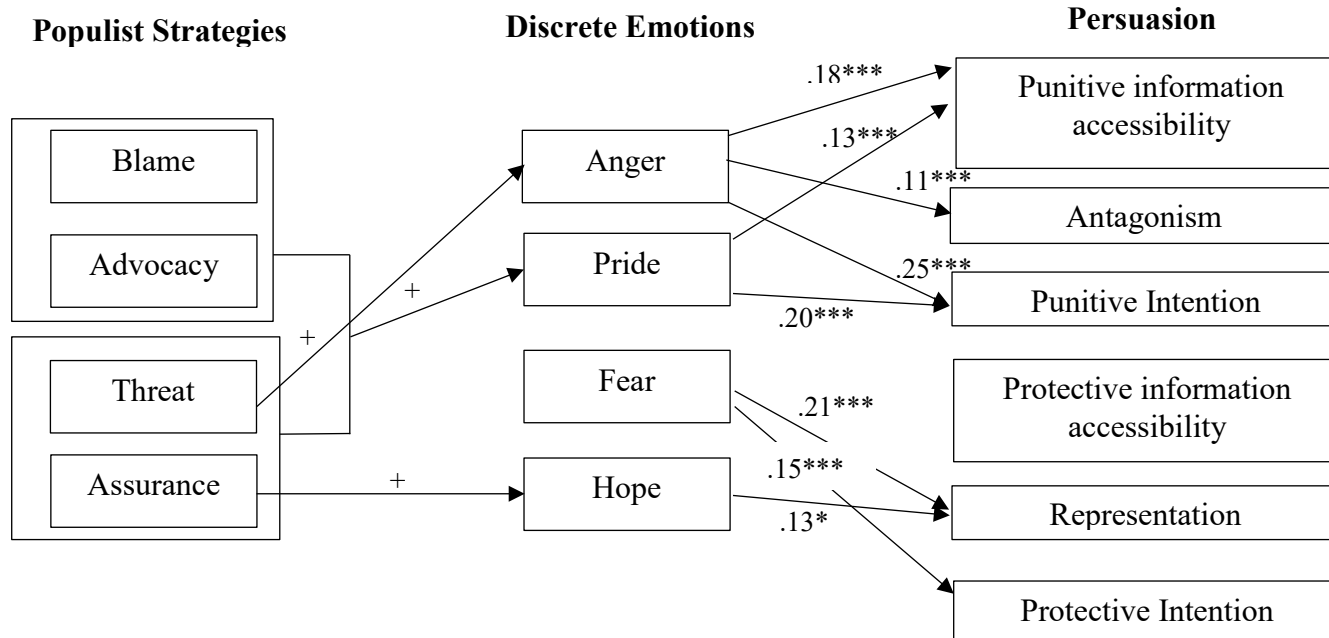 Populist Strategies
Discrete Emotions
Persuasion
Blame
Advocacy
Threat
Assurance
+
+
+
Anger
Pride
Fear
Hope
.18***
.13***
.11***
.25***
.20***
.21***
.15***
.13*
Punitive information
accessibility
Antagonism
Punitive Intention
Protective information
accessibility
Representation
Protective Intention